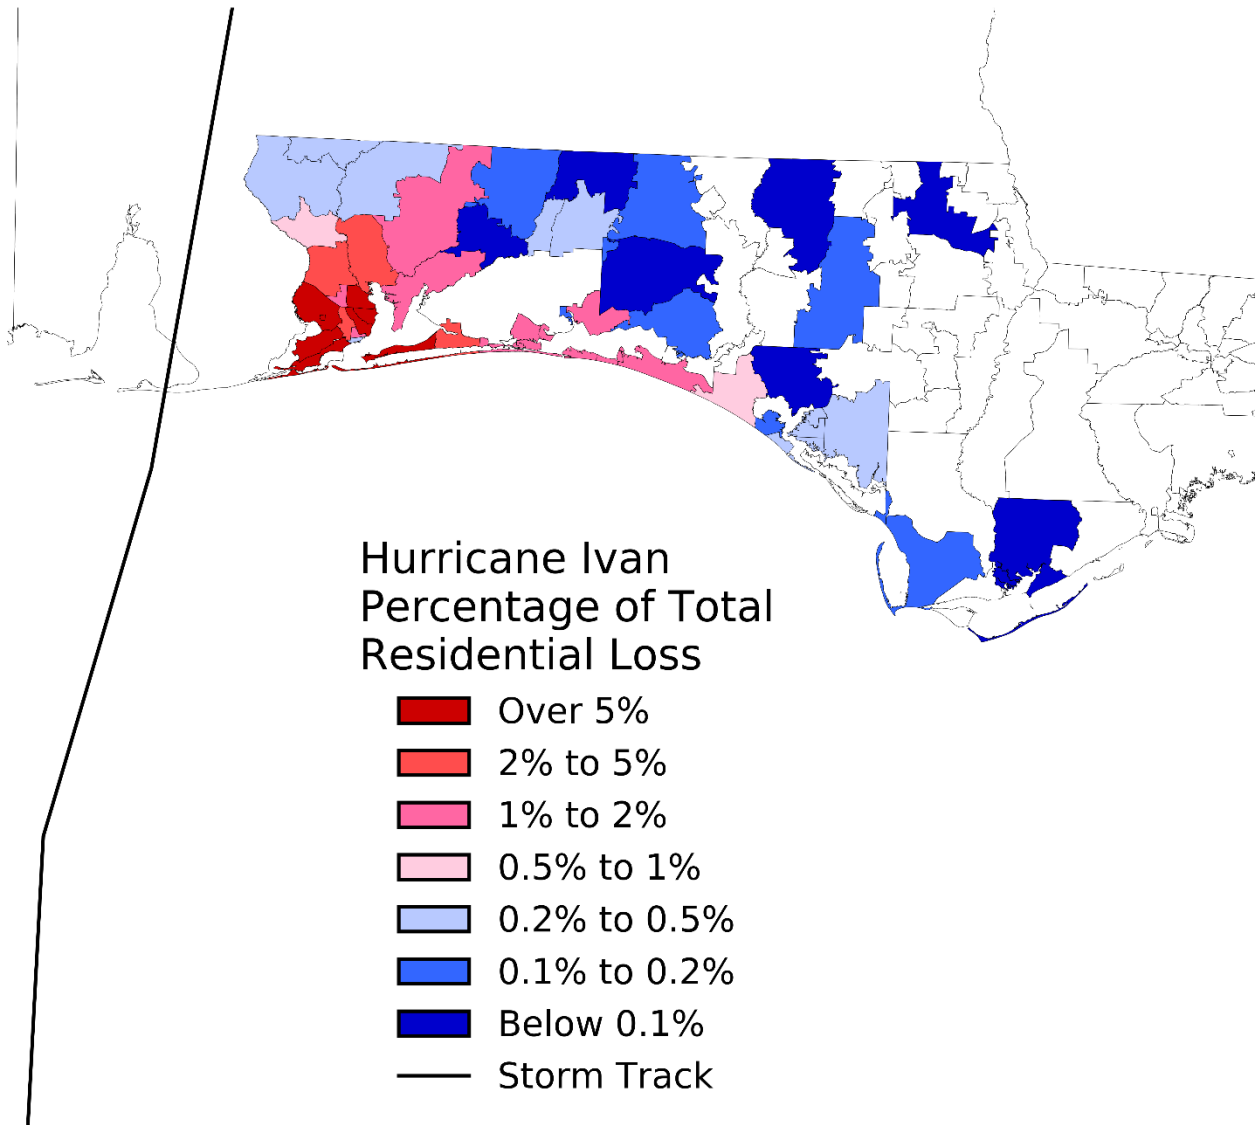 Hurricane Ivan
Percentage of Total
Residential Loss
Over 5%
2% to 5%
1% to 2%
0.5% to 1%
0.2% to 0.5%
0.1% to 0.2%
Below 0.1%
Storm Track